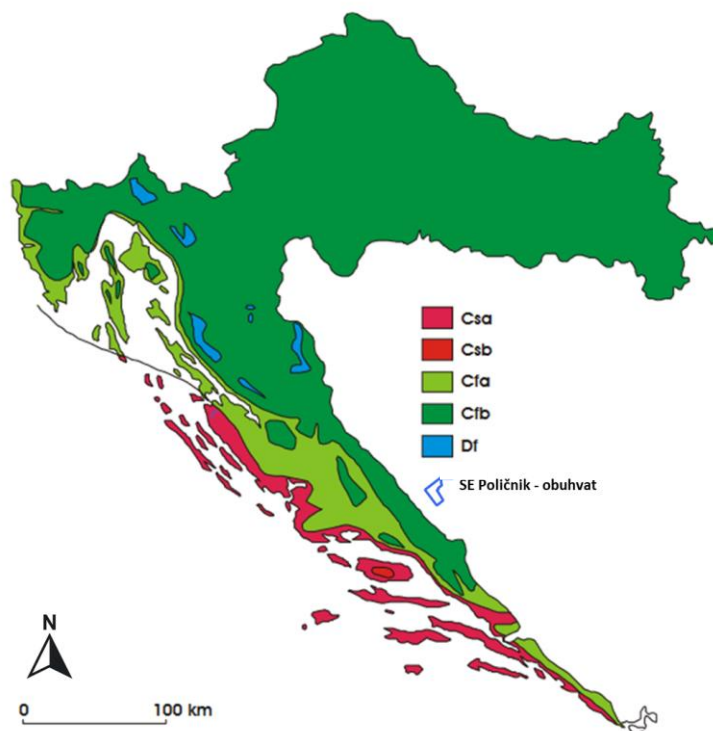 Csa
Csb
Cfa
Cfb
Df
SE Poličnik - obuhvat
N
0 100 km